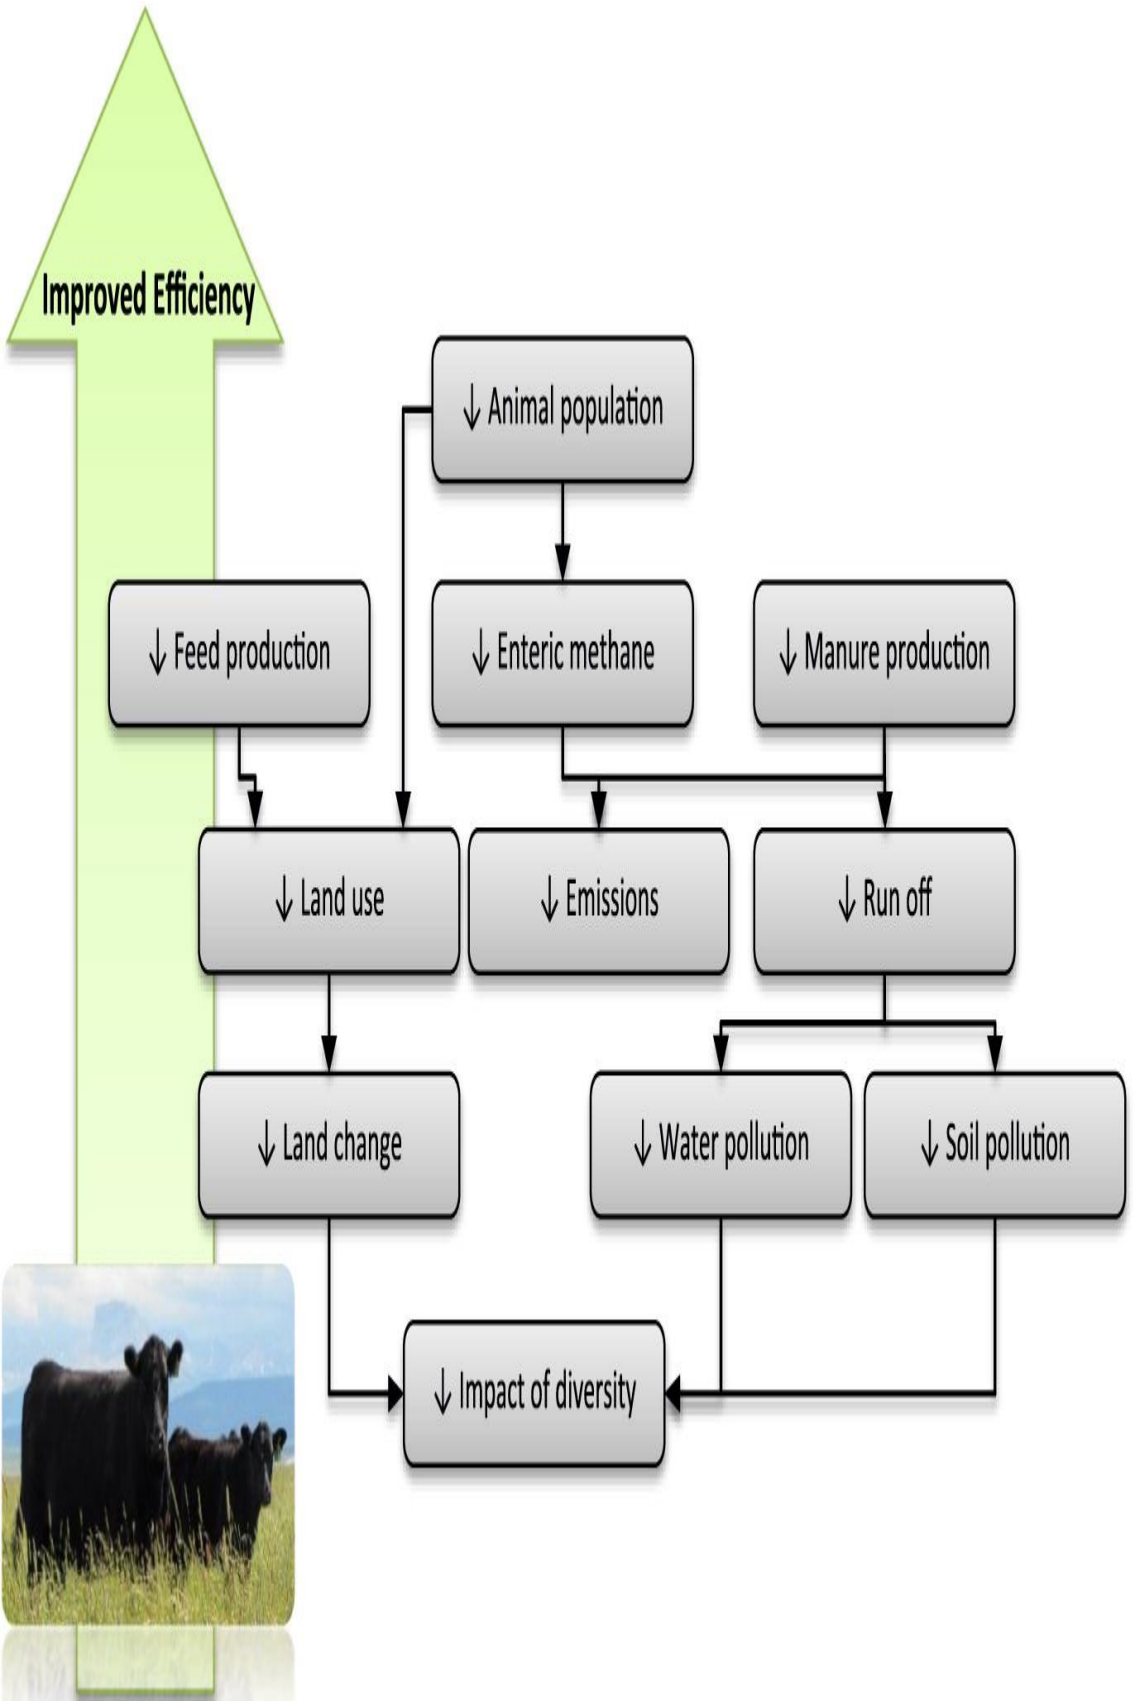 Improved Efficiency
↓ Animal population
↓ Feed production
↓ Enteric methane
↓ Manure production
↓ Land use
↓ Emissions
↓ Run off
↓ Land change
↓ Water pollution
↓ Soil pollution
↓ Impact of diversity